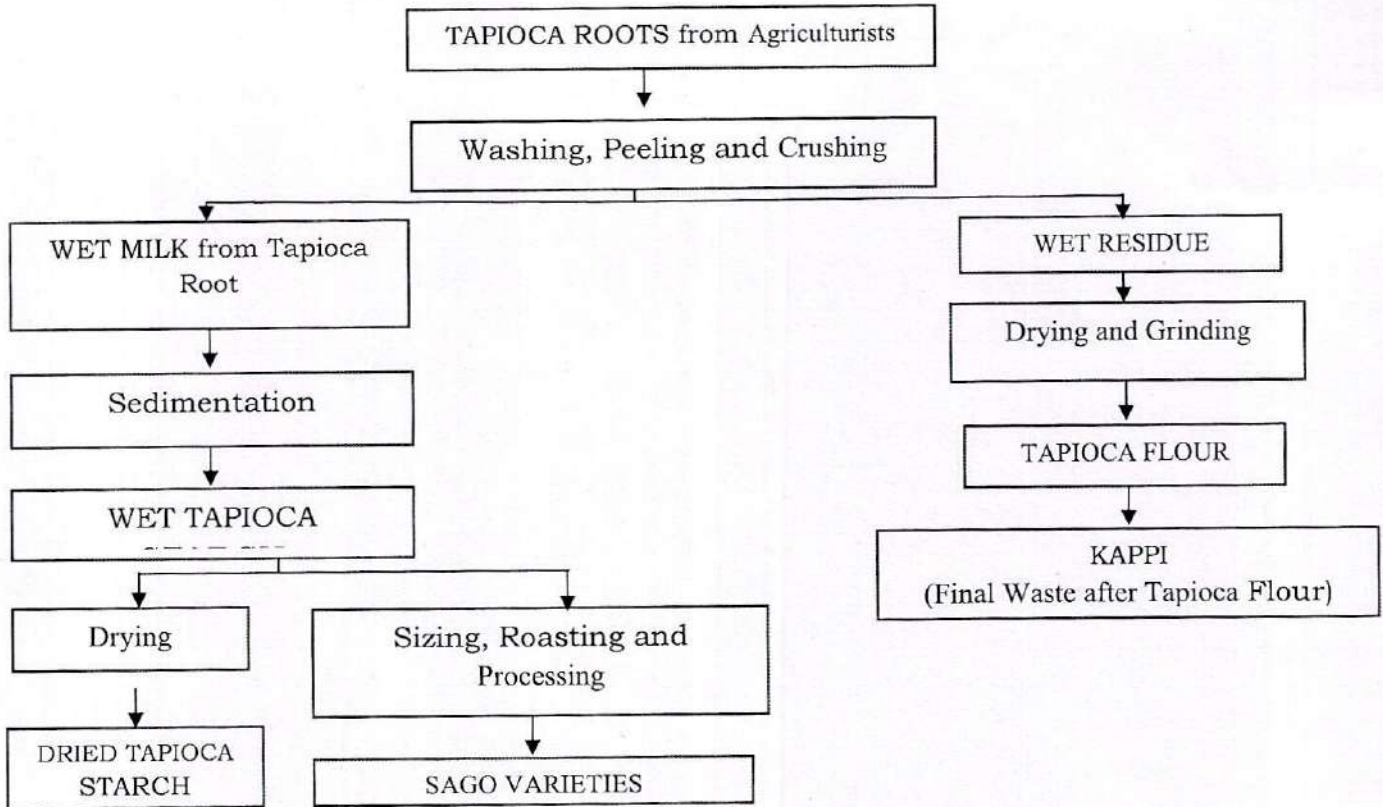 TAPIOCA ROOTS from Agriculturists
Washing, Peeling and Crushing
WET MILK from Tapioca
Root
WET RESIDUE
Drying and Grinding
Sedimentation
TAPIOCA FLOUR
WET TAPIOCA
KAPPI
(Final Waste after Tapioca Flour)
Drying
Sizing, Roasting and
Processing
DRIED TAPIOCA
STARCH
SAGO VARIETIES